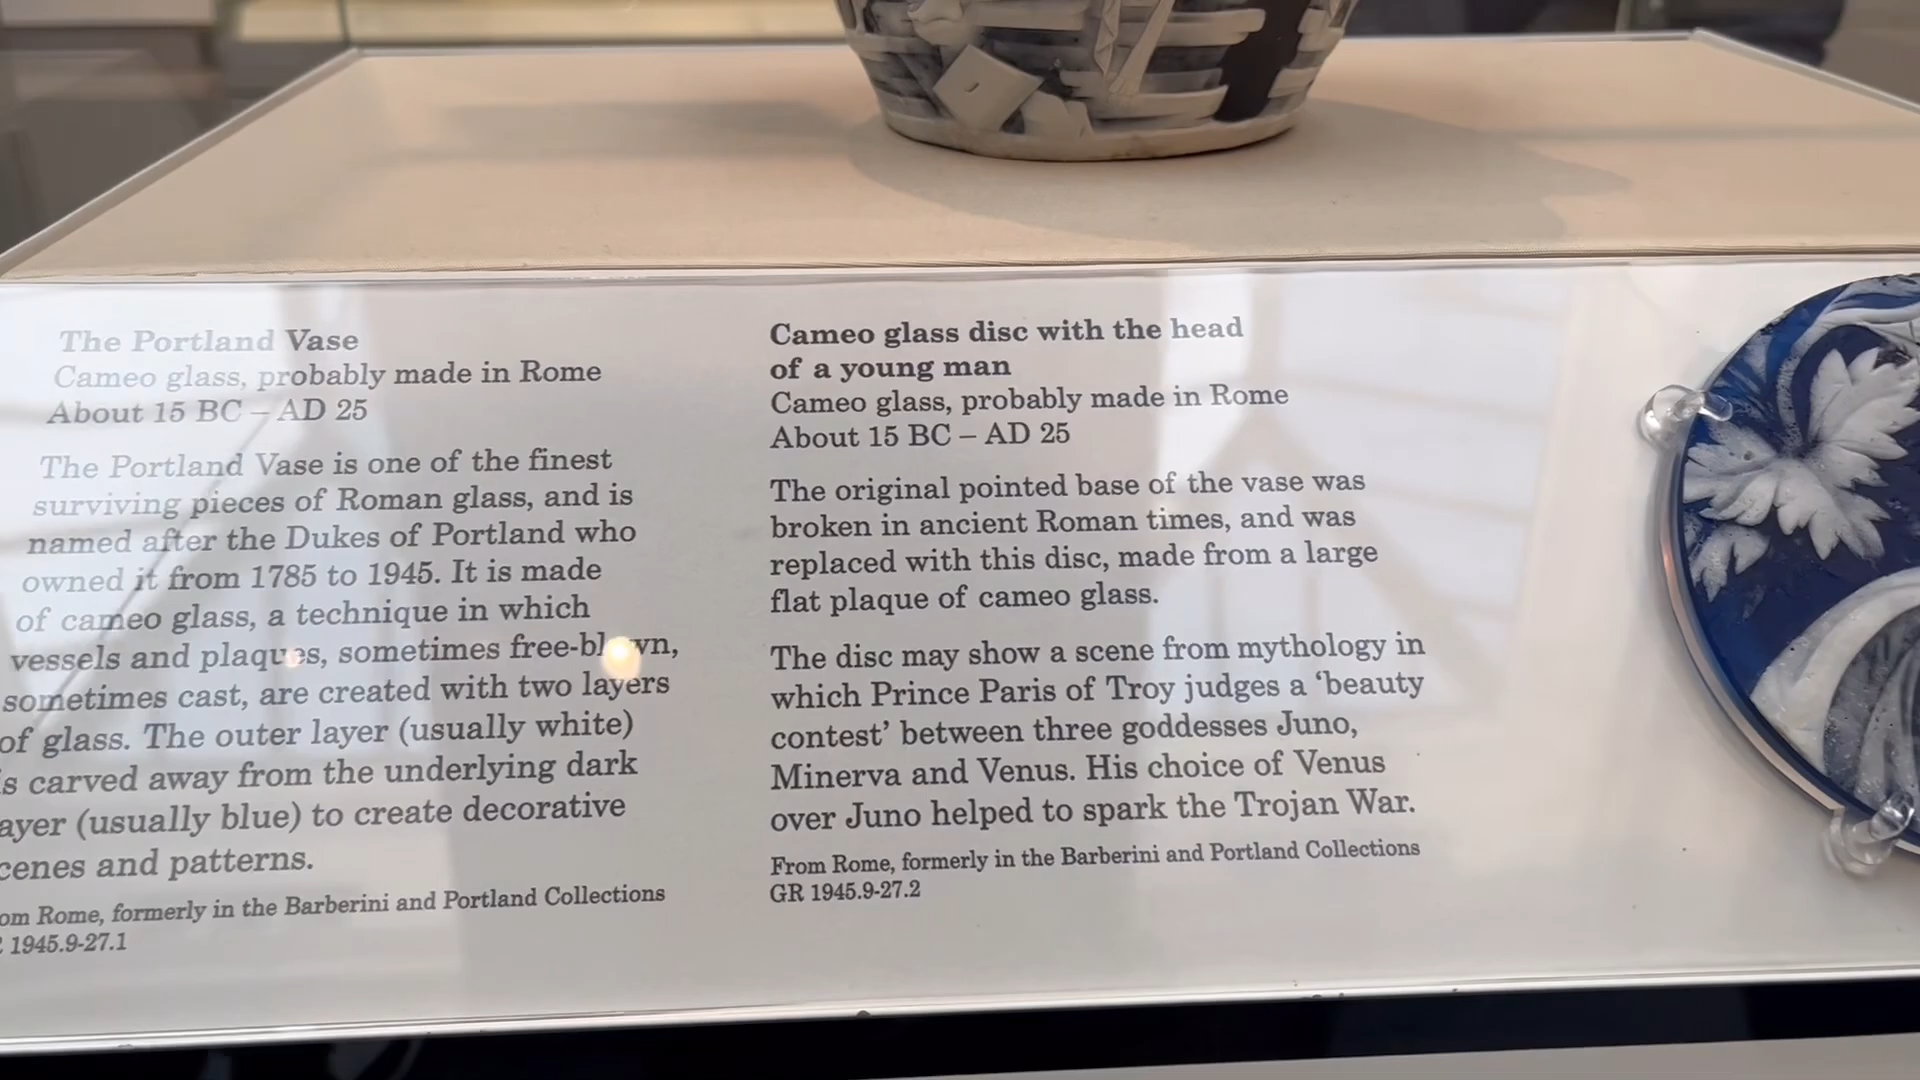 The Portland Vase
Cameo glass, probably made in Rome
About 15 BC – AD 25
The Portland Vase is one of the finest
surviving pieces of Roman glass, and is
named after the Dukes of Portland who
owned it from 1785 to 1945. It is made
of cameo glass, a technique in which
vessels and plaques, sometimes free-blown,
sometimes cast, are created with two layers
of glass. The outer layer (usually white)
s carved away from the underlying dark
ayer (usually blue) to create decorative
cenes and patterns.
om Rome, formerly in the Barberini and Portland Collections
1945.9-27.1
Cameo glass disc with the head
of a young man
Cameo glass, probably made in Rome
About 15 BC – AD 25
The original pointed base of the vase was
broken in ancient Roman times, and was
replaced with this disc, made from a large
flat plaque of cameo glass.
The disc may show a scene from mythology in
which Prince Paris of Troy judges a ‘beauty
contest’ between three goddesses Juno,
Minerva and Venus. His choice of Venus
over Juno helped to spark the Trojan War.
From Rome, formerly in the Barberini and Portland Collections
GR 1945.9-27.2